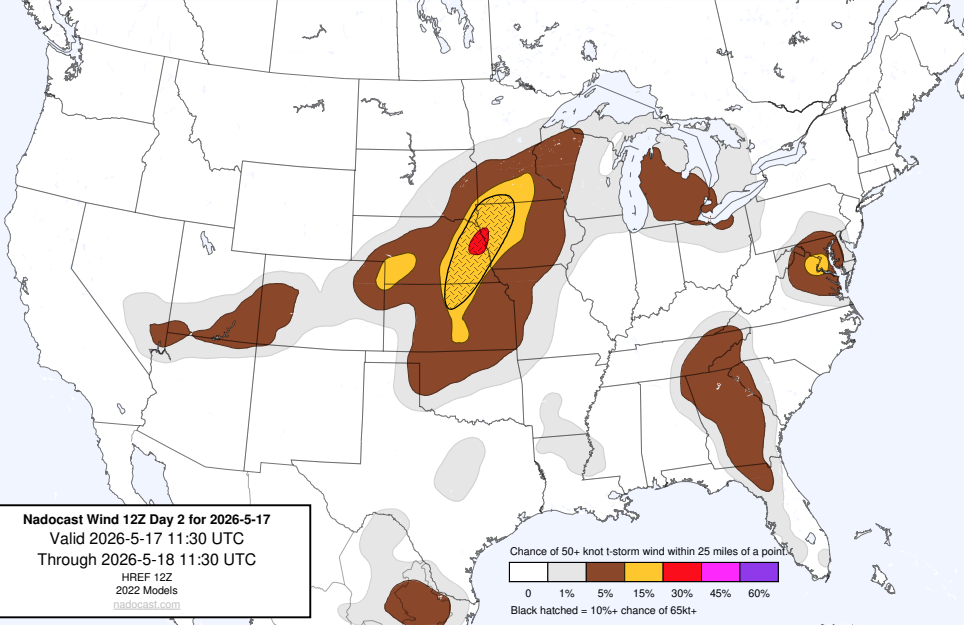 Nadocast Wind 12Z Day 2 for 2026-5-17
Valid 2026-5-17 11:30 UTC
Through 2026-5-18 11:30 UTC
HREF 12Z
2022 Models
nadocast.com
Chance of 50+ knot t-storm wind within 25 miles of a point.
0 1% 5% 15% 30% 45% 60%
Black hatched = 10%+ chance of 65kt+